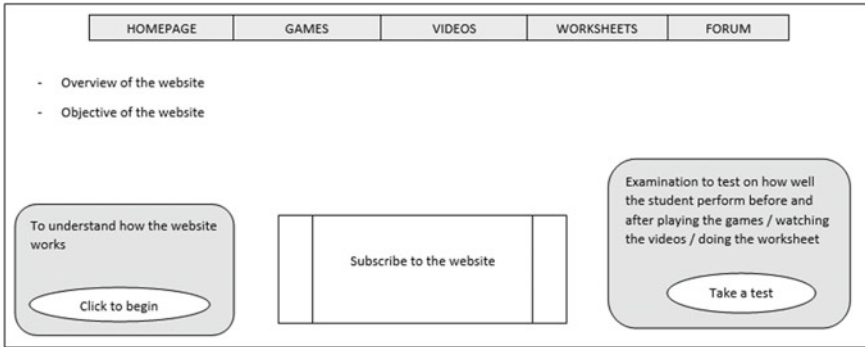 HOMEPAGE GAMES VIDEOS WORKSHEETS FORUM
- Overview of the website
- Objective of the website
To understand how the website
works
Click to begin
Subscribe to the website
Examination to test on how well
the student perform before and
after playing the games / watching
the videos / doing the worksheet
Take a test